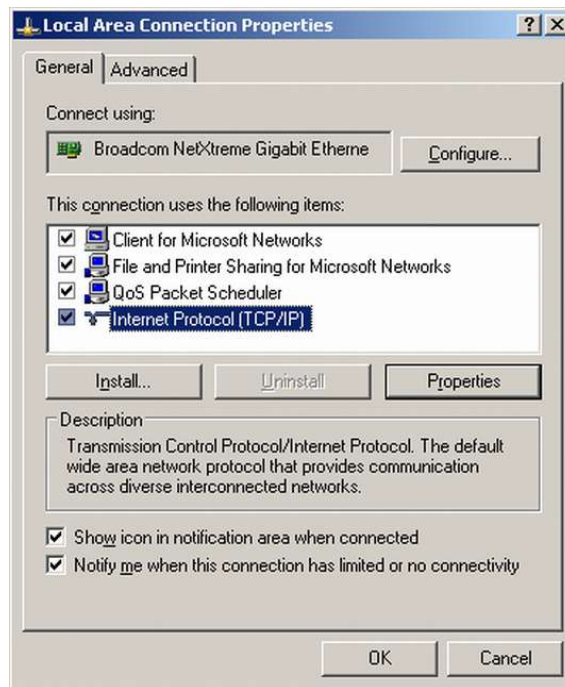 Local Area Connection Properties
General Advanced
Connect using:
Broadcom NetXtreme Gigabit Etherne Configure...
This connection uses the following items:
Client for Microsoft Networks
File and Printer Sharing for Microsoft Networks
QoS Packet Scheduler
Internet Protocol (TCP/IP)
Install... Uninstall Properties
Description
Transmission Control Protocol/Internet Protocol. The default
wide area network protocol that provides communication
across diverse interconnected networks.
Show icon in notification area when connected
Notify me when this connection has limited or no connectivity
OK Cancel